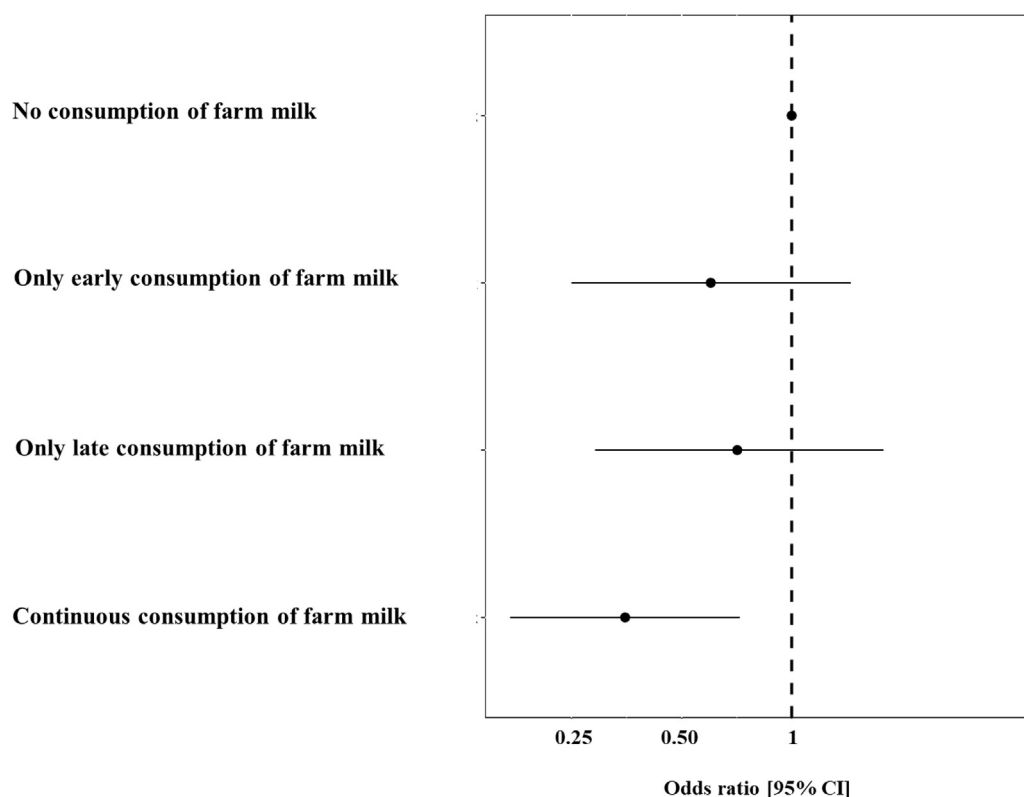 No consumption of farm milk
Only early consumption of farm milk
Only late consumption of farm milk
Continuous consumption of farm milk
0.25 0.50 1
Odds ratio [95% CI]